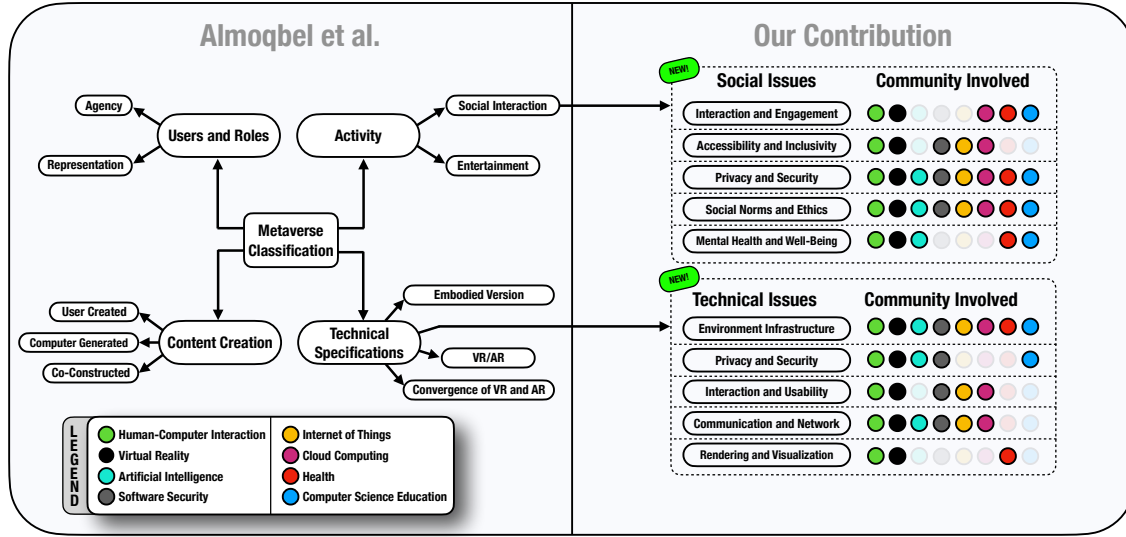 Almoqbel et al.
Agency
Representation
Users and Roles
Activity
Social Interaction
Entertainment
Metaverse
Classification
User Created
Computer Generated
Co-Constructed
Content Creation
Technical
Specifications
Embodied Version
VR/AR
Convergence of VR and AR
LEGEND
Human-Computer Interaction
Virtual Reality
Artificial Intelligence
Software Security
Internet of Things
Cloud Computing
Health
Computer Science Education
Our Contribution
NEW!
Social Issues
Community Involved
Interaction and Engagement
Accessibility and Inclusivity
Privacy and Security
Social Norms and Ethics
Mental Health and Well-Being
NEW!
Technical Issues
Community Involved
Environment Infrastructure
Privacy and Security
Interaction and Usability
Communication and Network
Rendering and Visualization